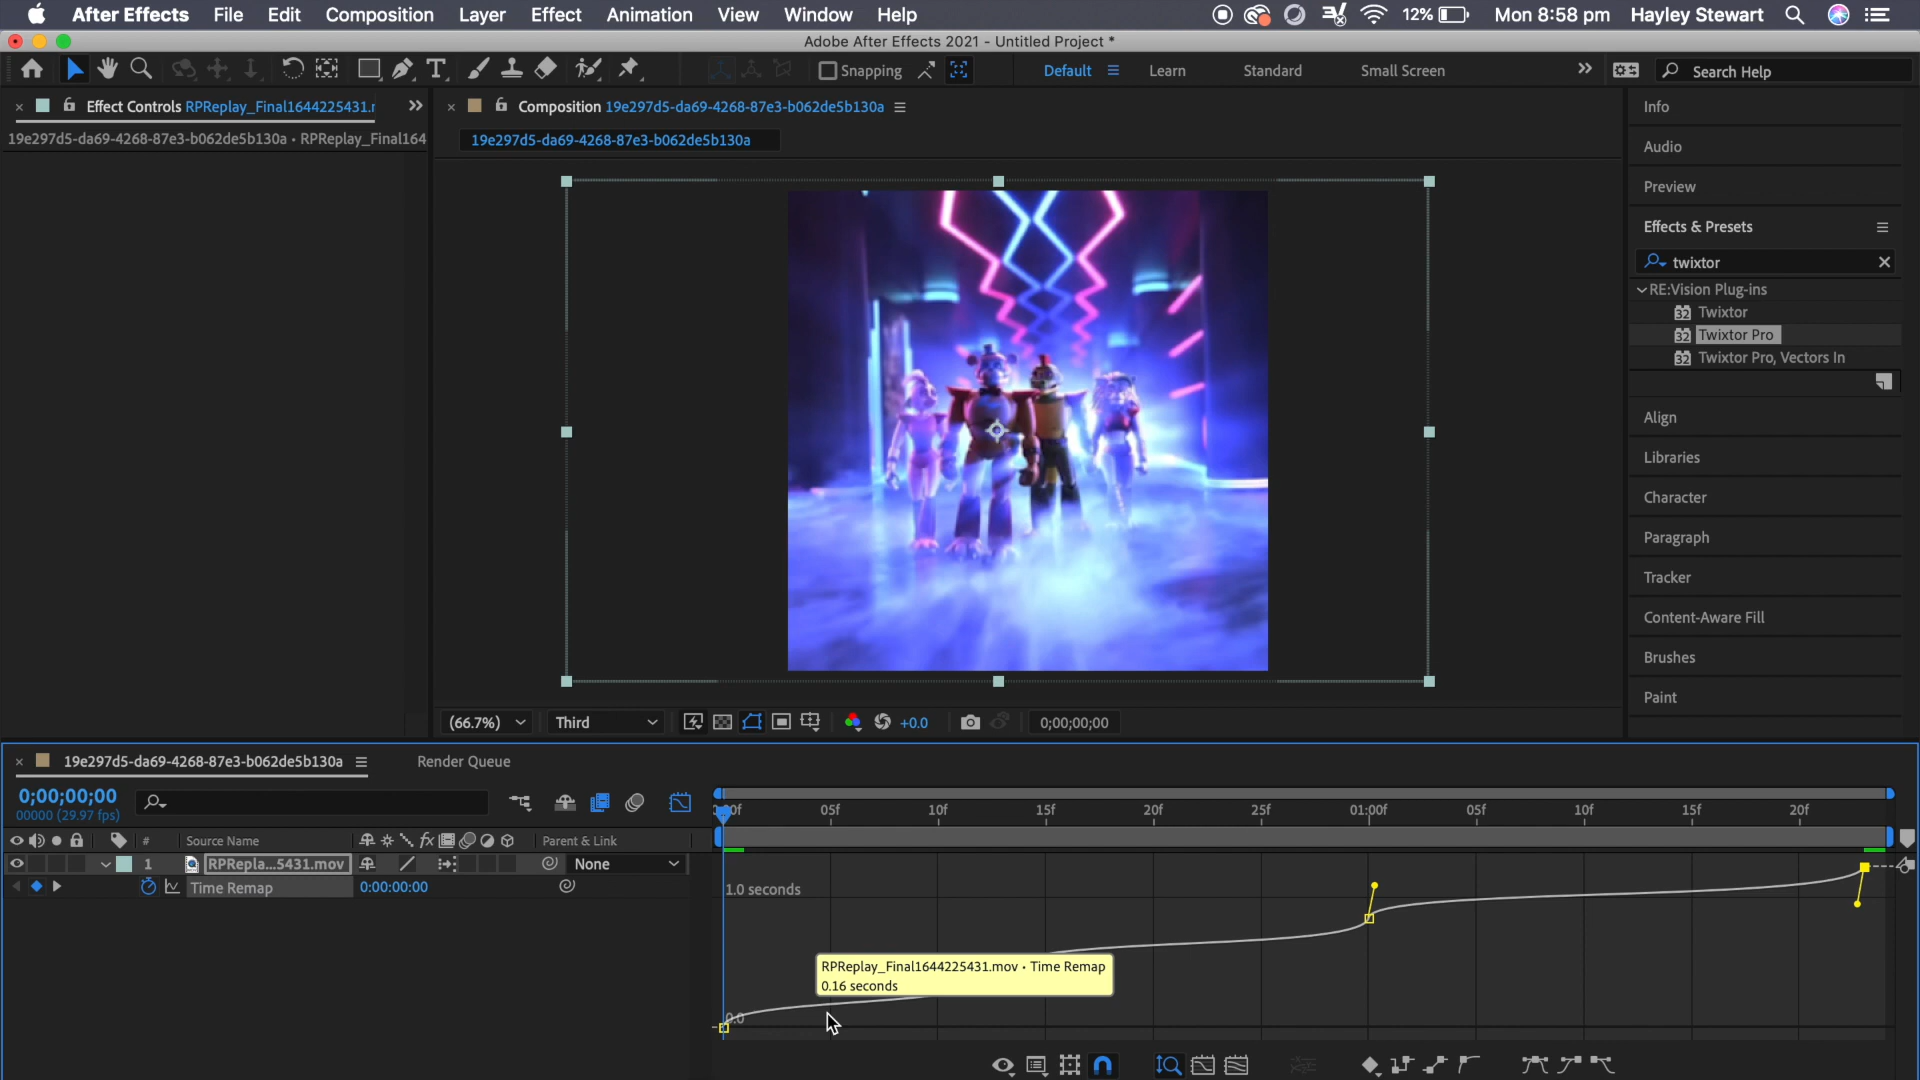 After Effects File Edit Composition Layer Effect Animation View Window Help 12% Mon 8:58 pm Hayley Stewart
Adobe After Effects 2021 - Untitled Project *
T Snapping Default Learn Standard Small Screen Search Help
Effect Controls RPReplay_Final1644225431.r
19e297d5-da69-4268-87e3-b062de5b130a • RPReplay_Final164
Composition 19e297d5-da69-4268-87e3-b062de5b130a
19e297d5-da69-4268-87e3-b062de5b130a
Info
Audio
Preview
Effects & Presets
twixtor
RE:Vision Plug-ins
32 Twixtor
32 Twixtor Pro
32 Twixtor Pro, Vectors In
Align
Libraries
Character
Paragraph
Tracker
Content-Aware Fill
Brushes
Paint
(66.7%) Third +0.0 0;00;00;00
19e297d5-da69-4268-87e3-b062de5b130a Render Queue
0;00;00;00
00000 (29.97 fps)
:00f 05f 10f 15f 20f 25f 01:00f 05f 10f 15f 20f
# Source Name fx Parent & Link
1 RPRepla...5431.mov None
Time Remap 0:00:00:00
1.0 seconds
RPReplay_Final1644225431.mov • Time Remap
0.16 seconds
0.0